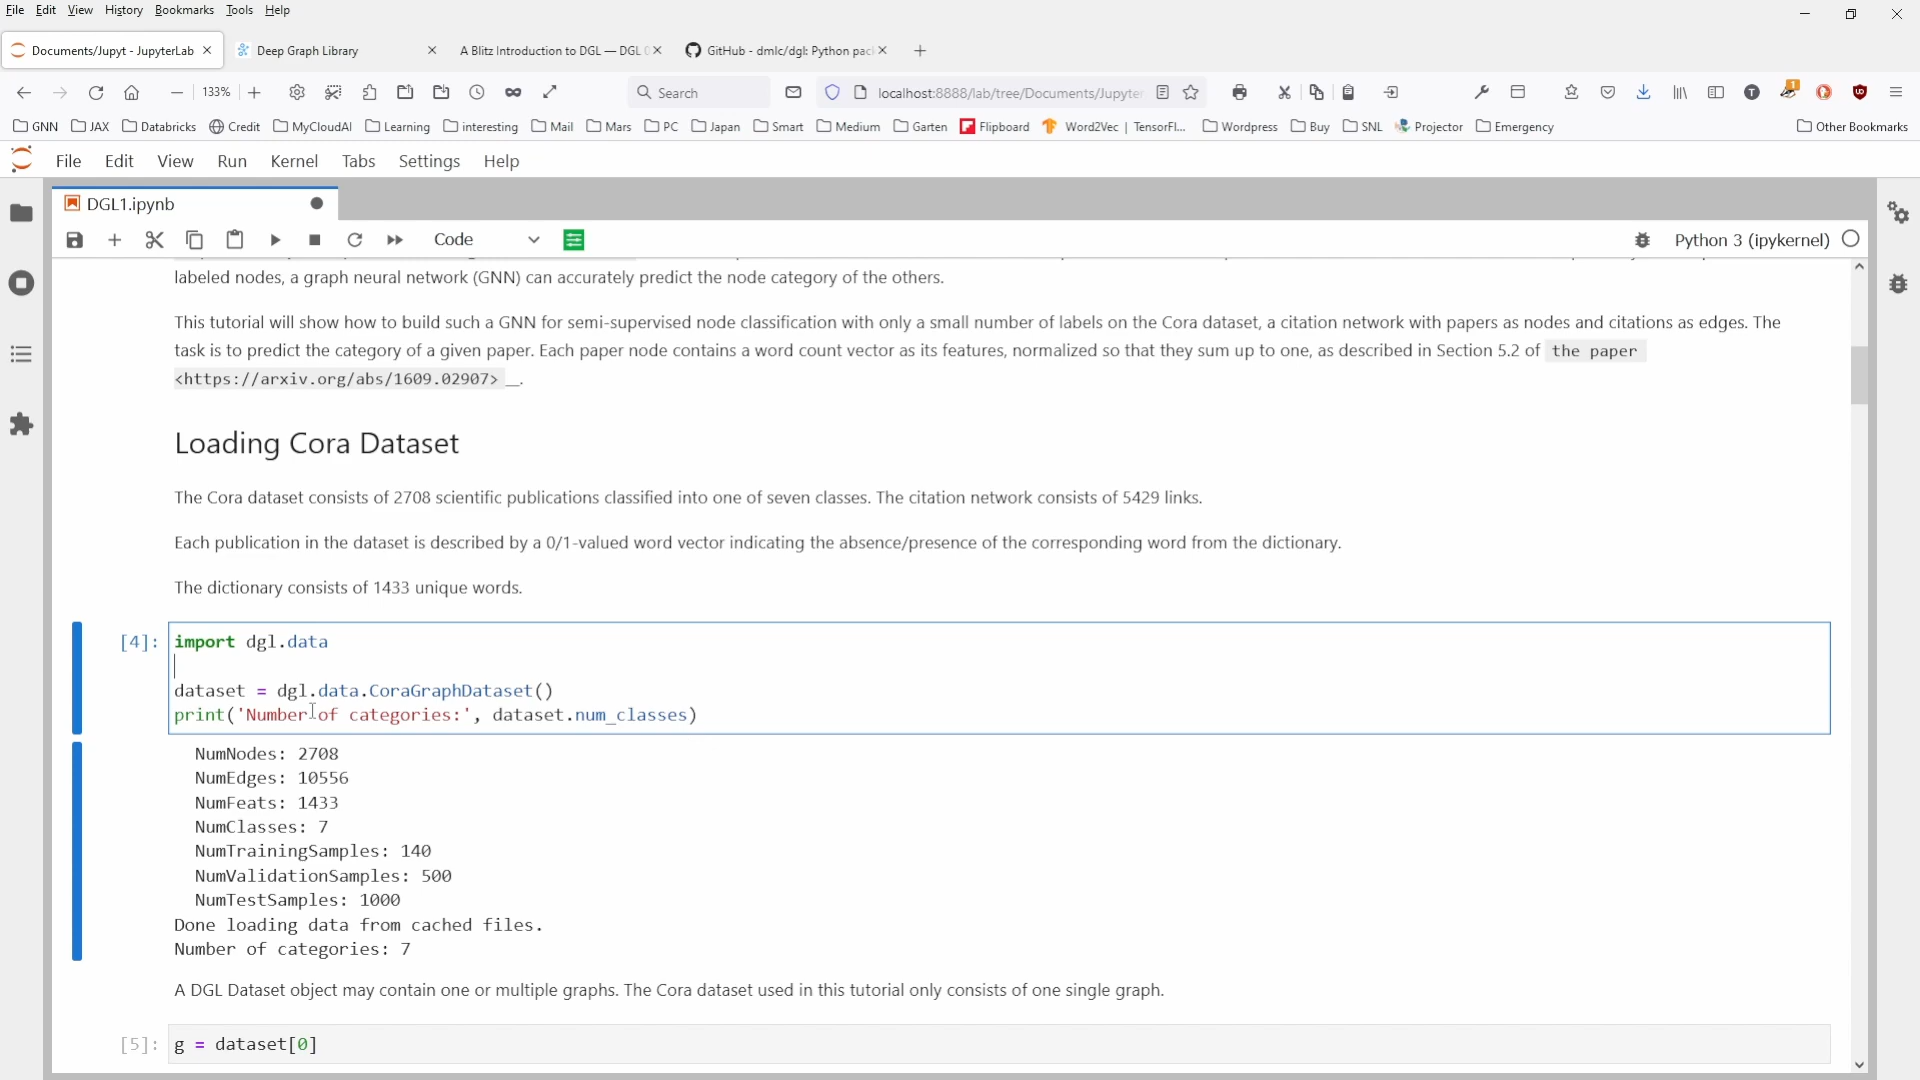 File Edit View History Bookmarks Tools Help
Documents/Jupyt - JupyterLab
Deep Graph Library
A Blitz Introduction to DGL — DGL
GitHub - dmlc/dgl: Python pac
133%
Search
localhost:8888/lab/tree/Documents/Jupyter
GNN JAX Databricks Credit MyCloudAI Learning interesting Mail Mars PC Japan Smart Medium Garten Flipboard Word2Vec | TensorFl... Wordpress Buy SNL Projector Emergency Other Bookmarks
File Edit View Run Kernel Tabs Settings Help
DGL1.ipynb
Code
Python 3 (ipykernel)
labeled nodes, a graph neural network (GNN) can accurately predict the node category of the others.
This tutorial will show how to build such a GNN for semi-supervised node classification with only a small number of labels on the Cora dataset, a citation network with papers as nodes and citations as edges. The
task is to predict the category of a given paper. Each paper node contains a word count vector as its features, normalized so that they sum up to one, as described in Section 5.2 of the paper
<https://arxiv.org/abs/1609.02907> __.
Loading Cora Dataset
The Cora dataset consists of 2708 scientific publications classified into one of seven classes. The citation network consists of 5429 links.
Each publication in the dataset is described by a 0/1-valued word vector indicating the absence/presence of the corresponding word from the dictionary.
The dictionary consists of 1433 unique words.
[4]: import dgl.data
dataset = dgl.data.CoraGraphDataset()
print('Number of categories:', dataset.num_classes)
NumNodes: 2708
NumEdges: 10556
NumFeats: 1433
NumClasses: 7
NumTrainingSamples: 140
NumValidationSamples: 500
NumTestSamples: 1000
Done loading data from cached files.
Number of categories: 7
A DGL Dataset object may contain one or multiple graphs. The Cora dataset used in this tutorial only consists of one single graph.
[5]: g = dataset[0]